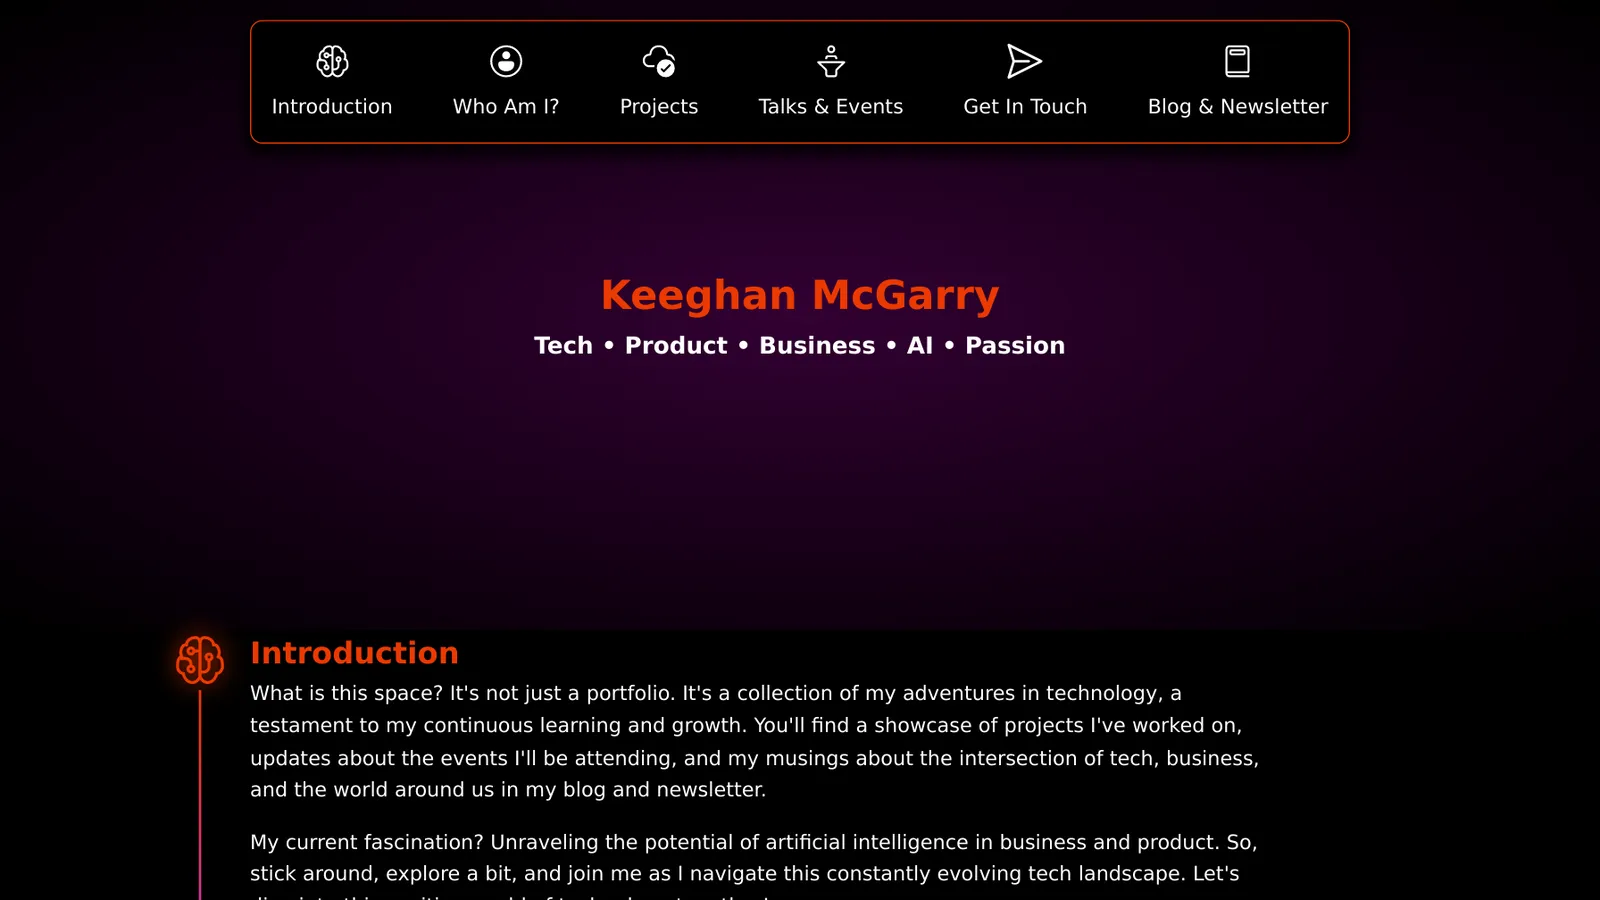 Introduction
Who Am I?
Projects
Talks & Events
Get In Touch
Blog & Newsletter
Keeghan McGarry
Tech • Product • Business • AI • Passion
Introduction
What is this space? It's not just a portfolio. It's a collection of my adventures in technology, a
testament to my continuous learning and growth. You'll find a showcase of projects I've worked on,
updates about the events I'll be attending, and my musings about the intersection of tech, business,
and the world around us in my blog and newsletter.
My current fascination? Unraveling the potential of artificial intelligence in business and product. So,
stick around, explore a bit, and join me as I navigate this constantly evolving tech landscape. Let's